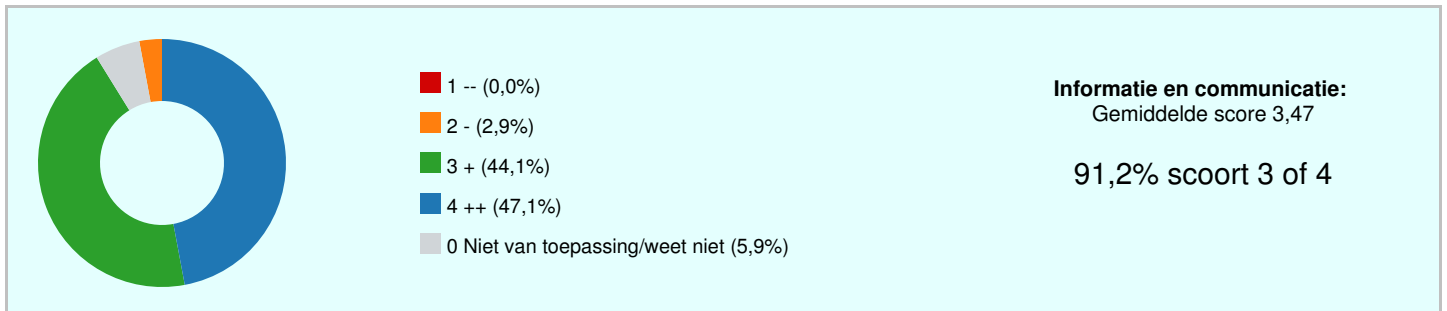 1 -- (0,0%)
2 - (2,9%)
3 + (44,1%)
4 ++ (47,1%)
0 Niet van toepassing/weet niet (5,9%)
Informatie en communicatie:
Gemiddelde score 3,47
91,2% scoort 3 of 4